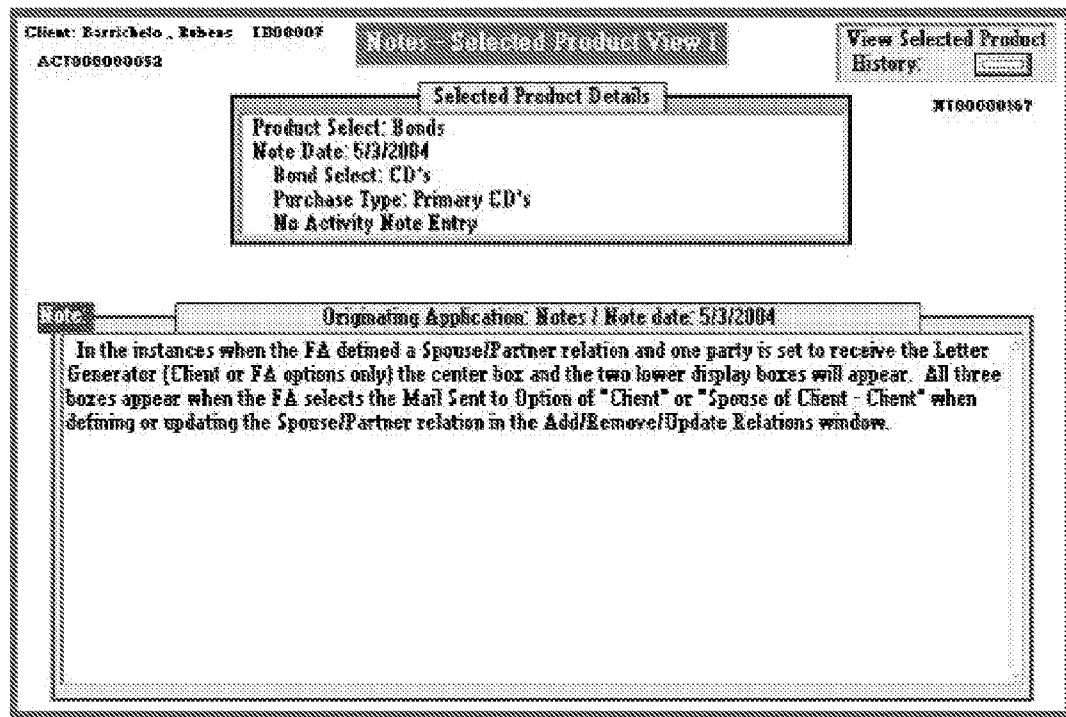 Client: Barrichelo , Rubens LB00007
Notes - Selected Product View 1
View Selected Product
History:
ACT000000052
NT00000167
Selected Product Details
Product Select: Bonds
Note Date: 5/3/2004
Bond Select: CD's
Purchase Type: Primary CD's
No Activity Note Entry
Note:
Originating Application: Notes / Note date: 5/3/2004
In the instances when the FA defined a Spouse/Partner relation and one party is set to receive the Letter
Generator (Client or FA options only) the center box and the two lower display boxes will appear. All three
boxes appear when the FA selects the Mail Sent to Option of "Client" or "Spouse of Client - Client" when
defining or updating the Spouse/Partner relation in the Add/Remove/Update Relations window.